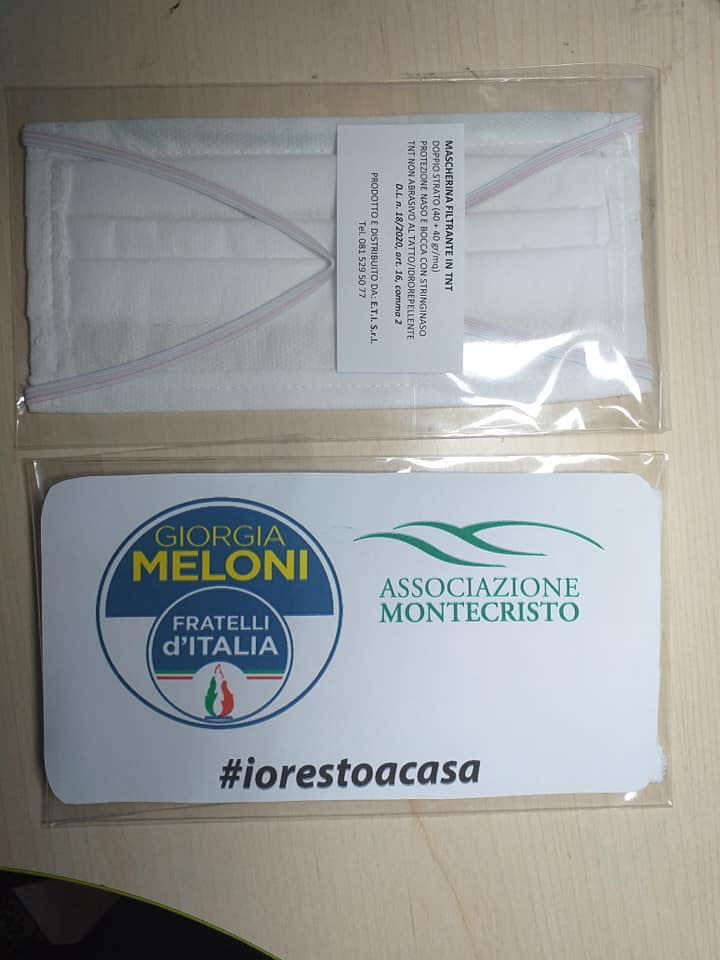 MASCHERINA FILTRANTE IN TNT
DOPPIO STRATO (40 + 40 gr/mq)
PROTEZIONE NASO E BOCCA CON STRINGINASO
TNT NON ABRASIVO AL TATTO/IDROREPELLENTE
D.L. n. 18/2020, art. 16, comma 2
PRODOTTO E DISTRIBUITO DA: E.T.I. S.r.l.
Tel. 081 529 50 77
GIORGIA
MELONI
FRATELLI
d'ITALIA
ASSOCIAZIONE
MONTECRISTO
#iorestoacasa